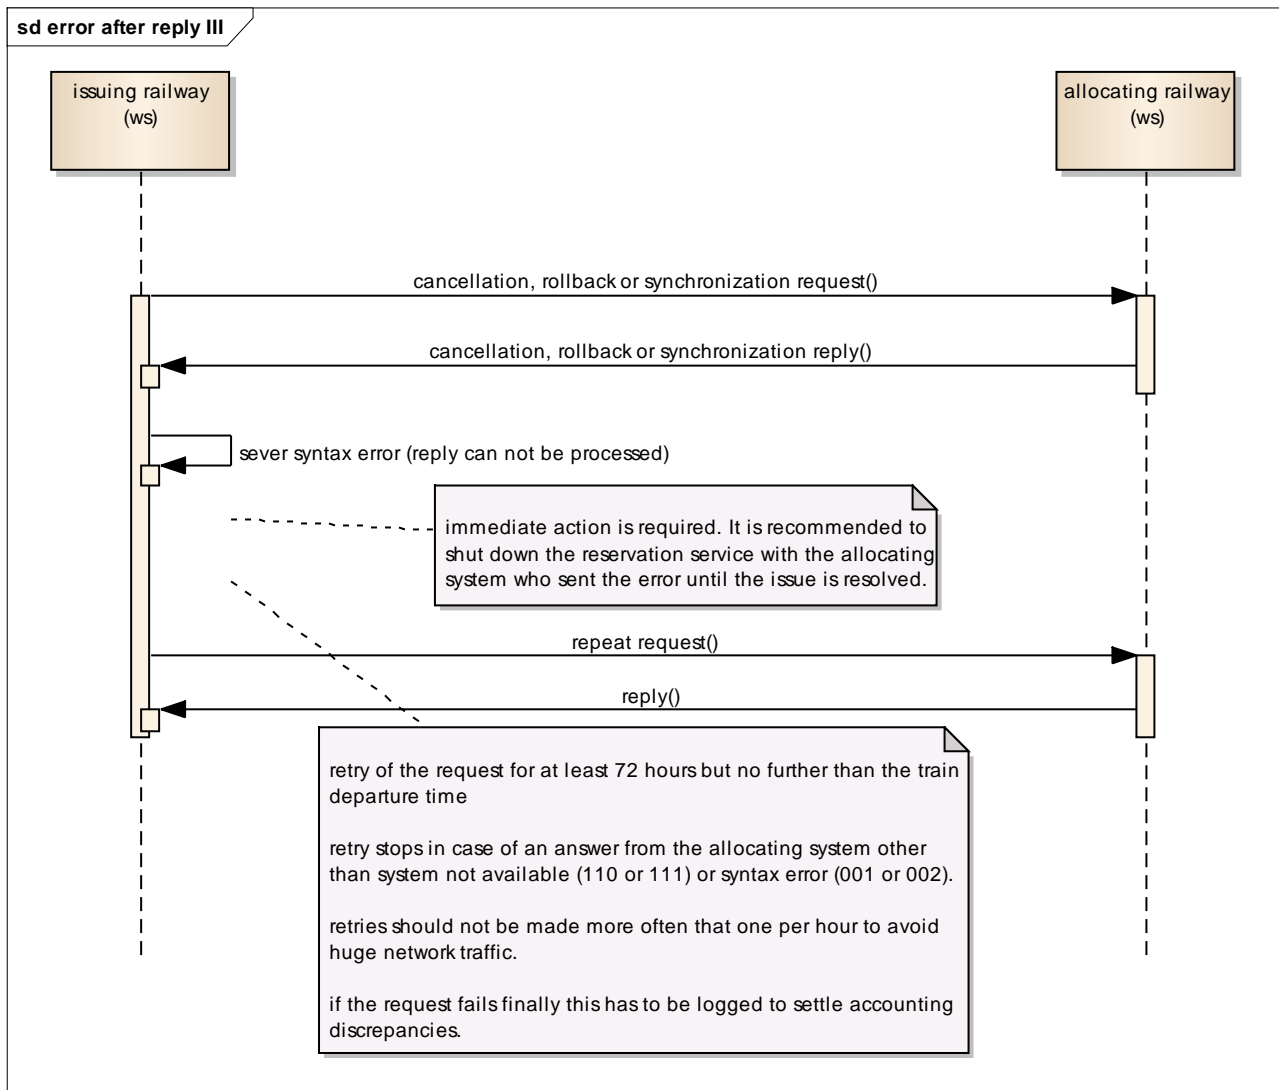 sd error after reply III
issuing railway
(ws)
allocating railway
(ws)
cancellation, rollback or synchronization request()
cancellation, rollback or synchronization reply()
sever syntax error (reply can not be processed)
immediate action is required. It is recommended to
shut down the reservation service with the allocating
system who sent the error until the issue is resolved.
repeat request()
reply()
retry of the request for at least 72 hours but no further than the train
departure time
retry stops in case of an answer from the allocating system other
than system not available (110 or 111) or syntax error (001 or 002).
retries should not be made more often that one per hour to avoid
huge network traffic.
if the request fails finally this has to be logged to settle accounting
discrepancies.